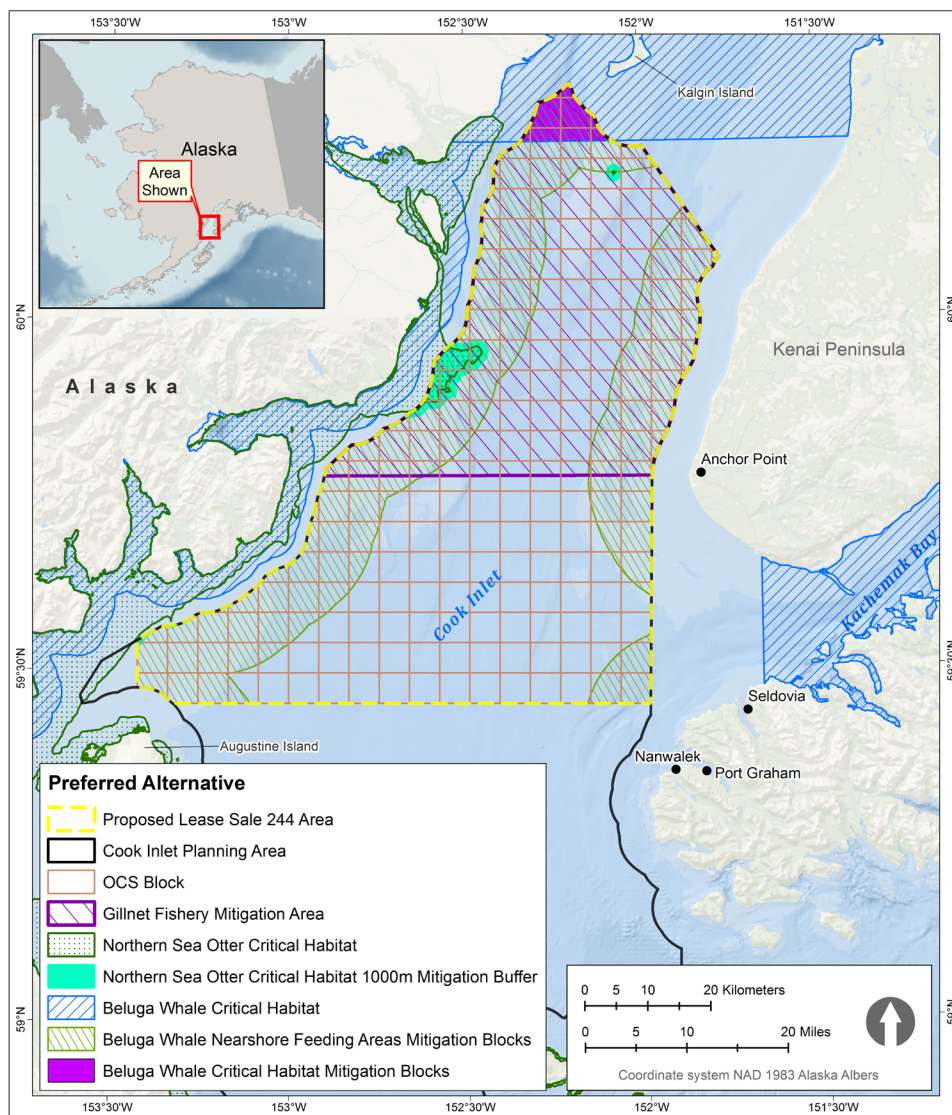 153°30'W
153°W
152°30'W
152°W
151°30'W
Kalgin Island
Alaska
Area
Shown
60°N
60°N
Kenai Peninsula
Alaska
Anchor Point
Kachemak Bay
Cook Inlet
59°30'N
59°30'N
Seldovia
Augustine Island
Nanwalek
Port Graham
Preferred Alternative
Proposed Lease Sale 244 Area
Cook Inlet Planning Area
OCS Block
Gillnet Fishery Mitigation Area
Northern Sea Otter Critical Habitat
Northern Sea Otter Critical Habitat 1000m Mitigation Buffer
Beluga Whale Critical Habitat
Beluga Whale Nearshore Feeding Areas Mitigation Blocks
Beluga Whale Critical Habitat Mitigation Blocks
0 5 10 20 Kilometers
0 5 10 20 Miles
Coordinate system NAD 1983 Alaska Albers
59°N
59°N
153°30'W
153°W
152°30'W
152°W
151°30'W